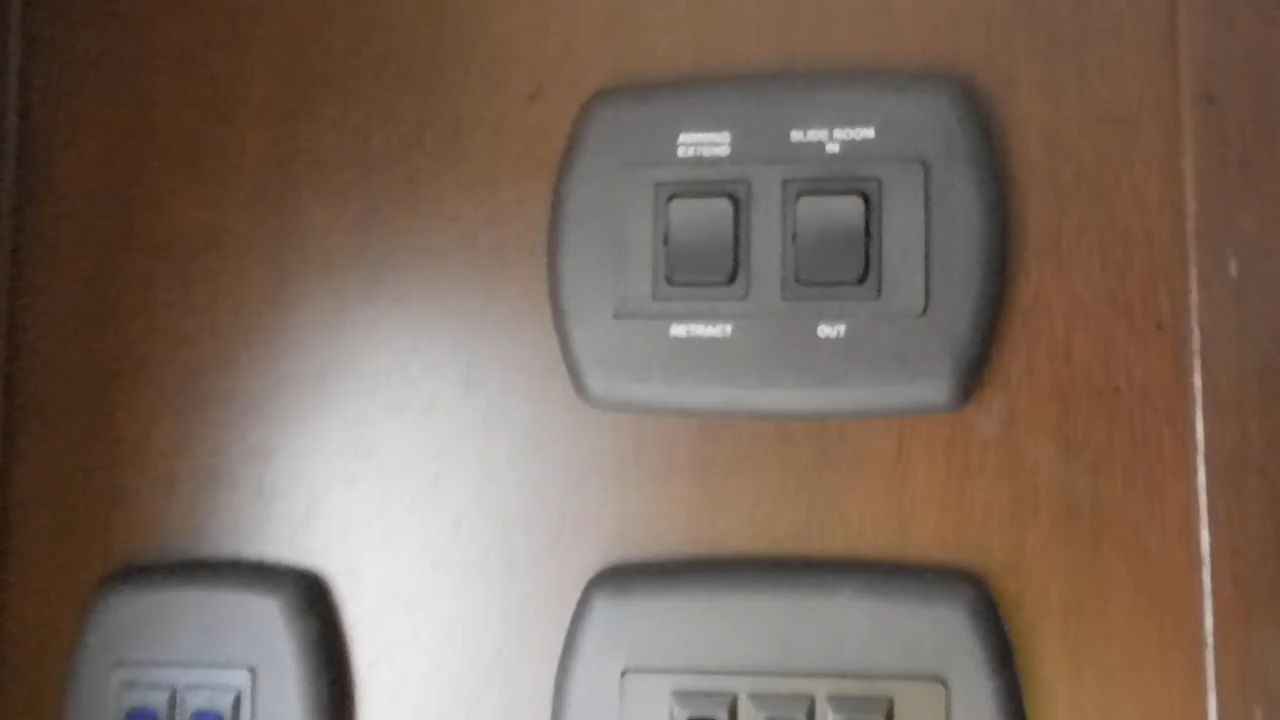 AWNING
EXTEND
SLIDE ROOM
IN
RETRACT
OUT